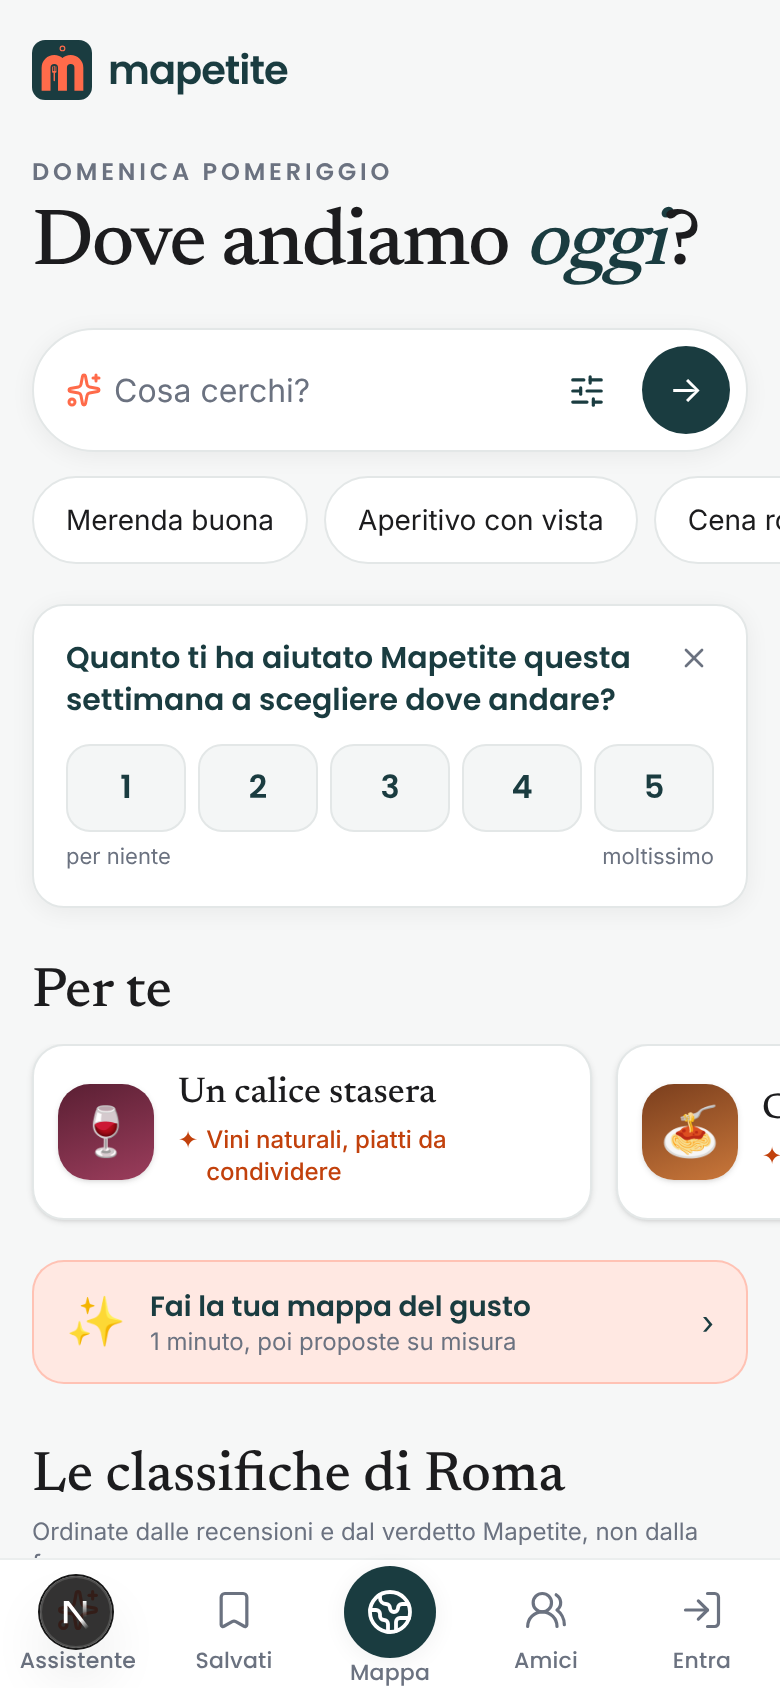 mapetite
DOMENICA POMERIGGIO
Dove andiamo oggi?
Cosa cerchi?
Merenda buona
Aperitivo con vista
Cena
Quanto ti ha aiutato Mapetite questa
settimana a scegliere dove andare?
1
2
3
4
5
per niente
moltissimo
Per te
Un calice stasera
✦ Vini naturali, piatti da
condividere
Fai la tua mappa del gusto
1 minuto, poi proposte su misura
Le classifiche di Roma
Ordinate dalle recensioni e dal verdetto Mapetite, non dalla
N
Assistente
Salvati
Mappa
Amici
Entra